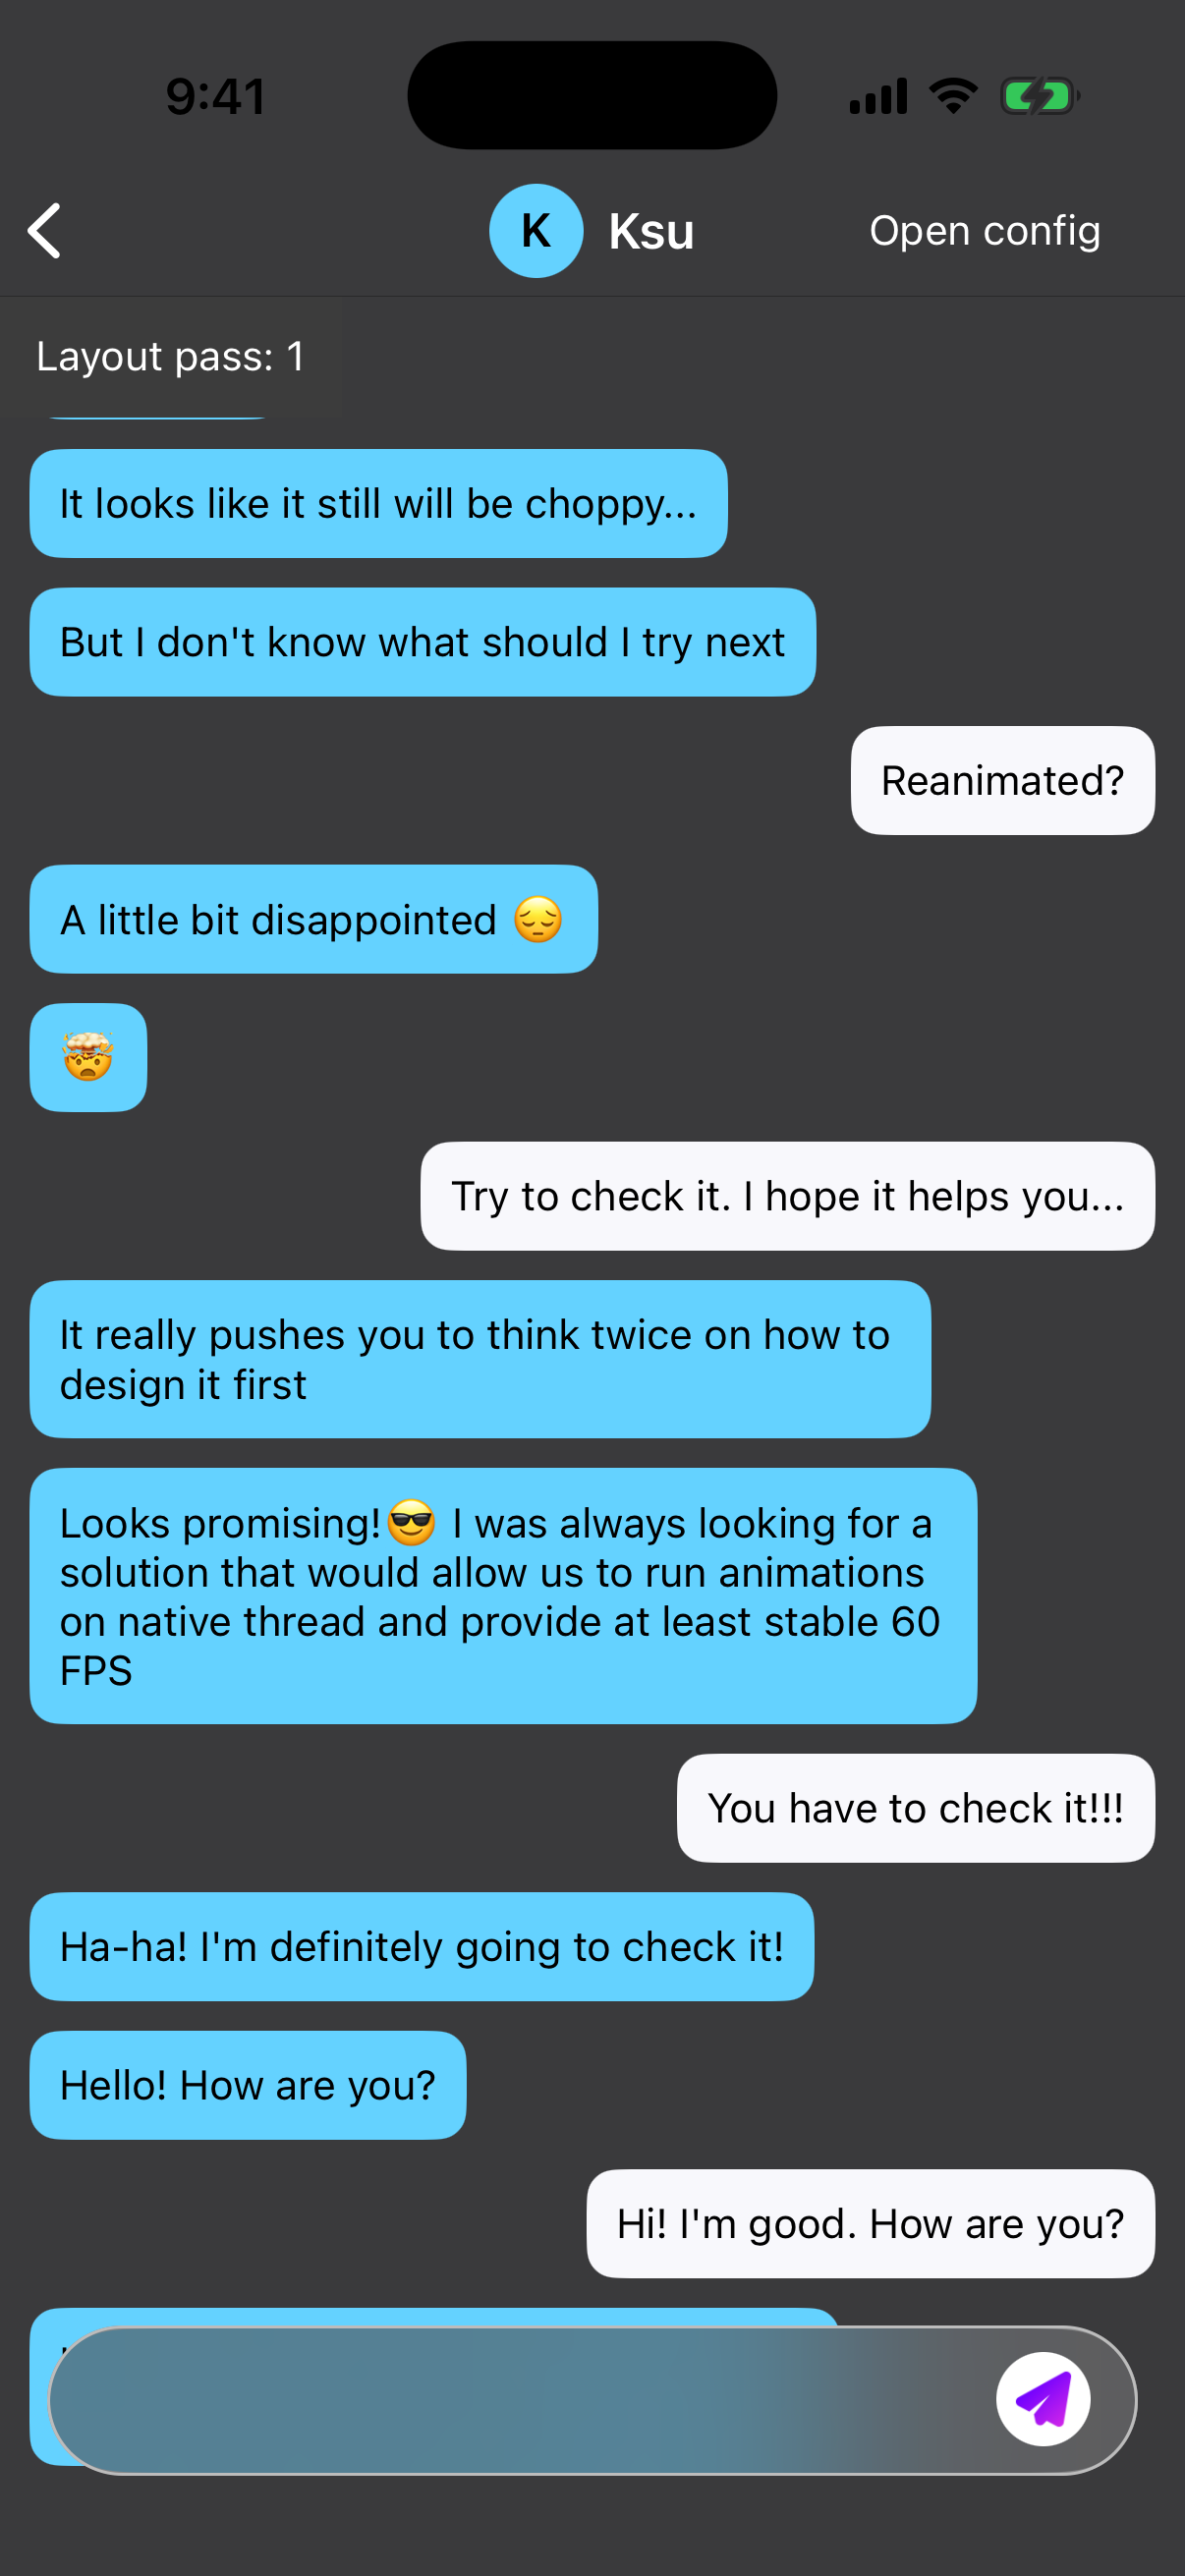 9:41
K Ksu
Open config
Layout pass: 1
It looks like it still will be choppy...
But I don't know what should I try next
Reanimated?
A little bit disappointed 😔
🤯
Try to check it. I hope it helps you...
It really pushes you to think twice on how to
design it first
Looks promising!😎 I was always looking for a
solution that would allow us to run animations
on native thread and provide at least stable 60
FPS
You have to check it!!!
Ha-ha! I'm definitely going to check it!
Hello! How are you?
Hi! I'm good. How are you?